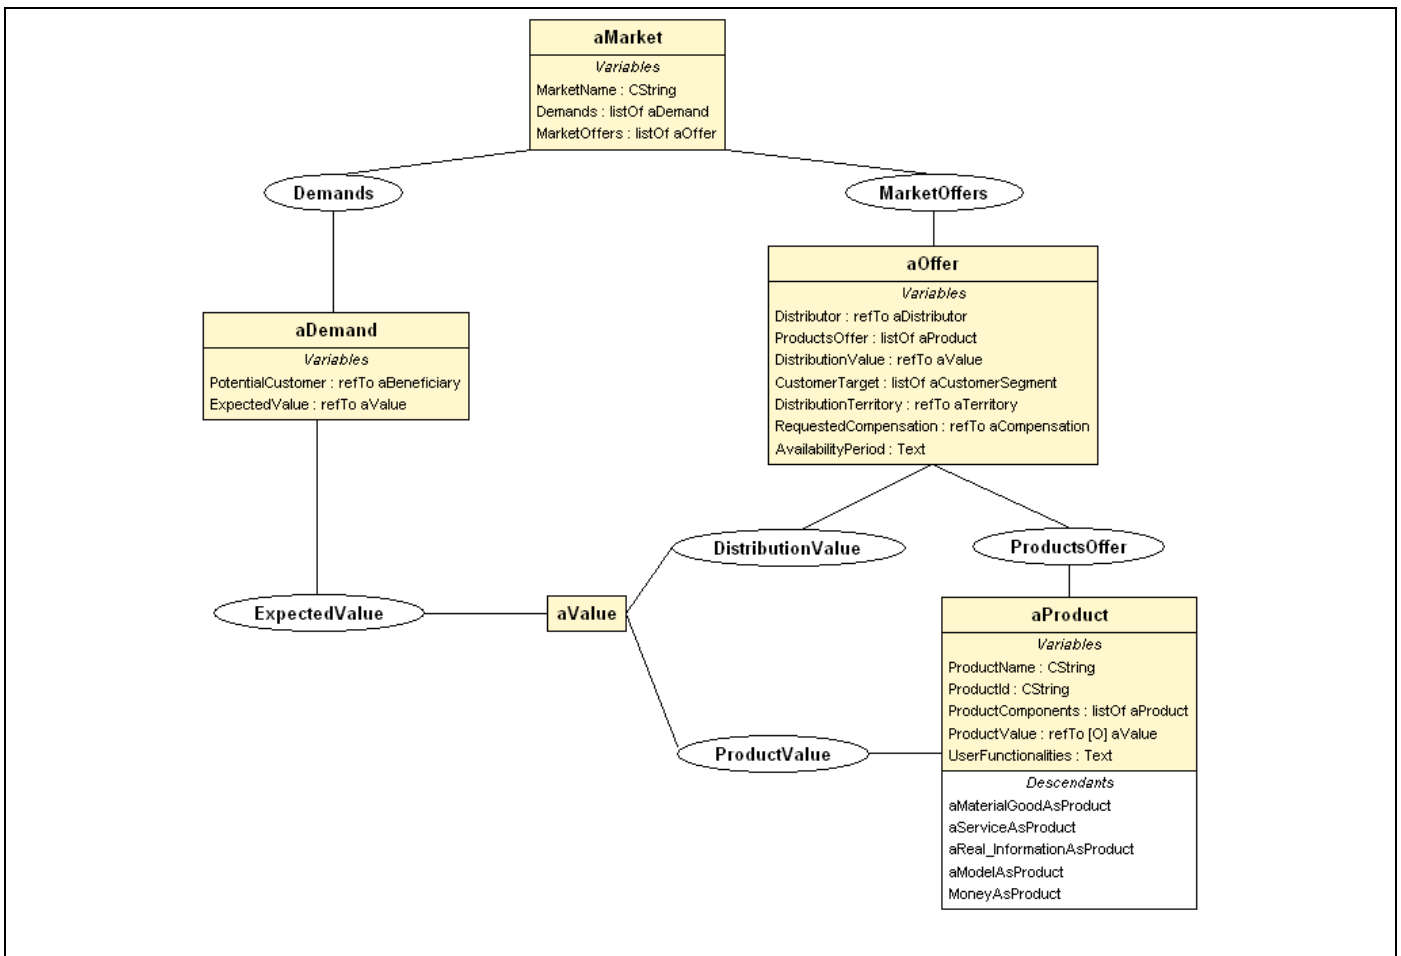 aMarket
Variables
MarketName : CString
Demands : listOf aDemand
MarketOffers : listOf aOffer
Demands
MarketOffers
aOffer
Variables
Distributor : refTo aDistributor
ProductsOffer : listOf aProduct
DistributionValue : refTo aValue
CustomerTarget : listOf aCustomerSegment
DistributionTerritory : refTo aTerritory
RequestedCompensation : refTo aCompensation
AvailabilityPeriod : Text
aDemand
Variables
PotentialCustomer : refTo aBeneficiary
ExpectedValue : refTo aValue
DistributionValue
ProductsOffer
ExpectedValue
aValue
aProduct
Variables
ProductName : CString
ProductId : CString
ProductComponents : listOf aProduct
ProductValue : refTo [O] aValue
UserFunctionalities : Text
ProductValue
Descendants
aMaterialGoodAsProduct
aServiceAsProduct
aReal_InformationAsProduct
aModelAsProduct
MoneyAsProduct